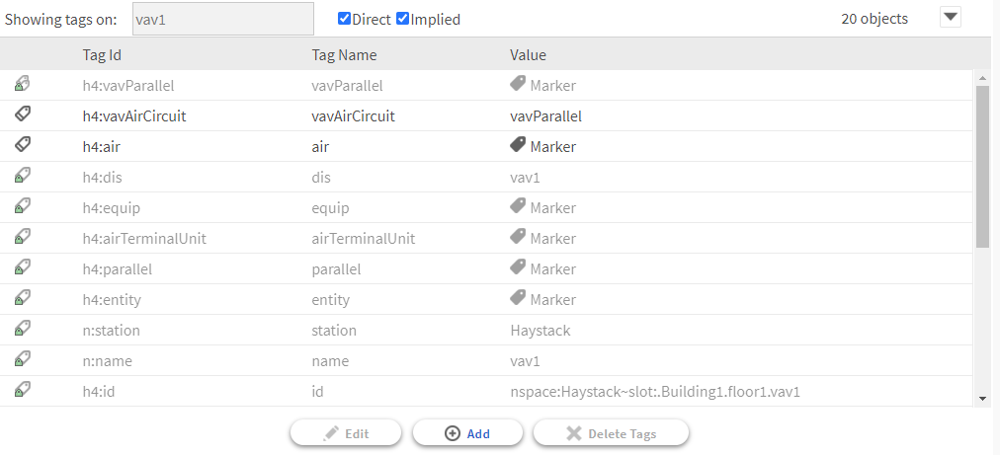 Showing tags on: vav1 Direct Implied 20 objects
Tag Id Tag Name Value
h4:vavParallel vavParallel Marker
h4:vavAirCircuit vavAirCircuit vavParallel
h4:air air Marker
h4:dis dis vav1
h4:equip equip Marker
h4:airTerminalUnit airTerminalUnit Marker
h4:parallel parallel Marker
h4:entity entity Marker
n:station station Haystack
n:name name vav1
h4:id id nspace:Haystack~slot:.Building1.floor1.vav1
Edit Add Delete Tags